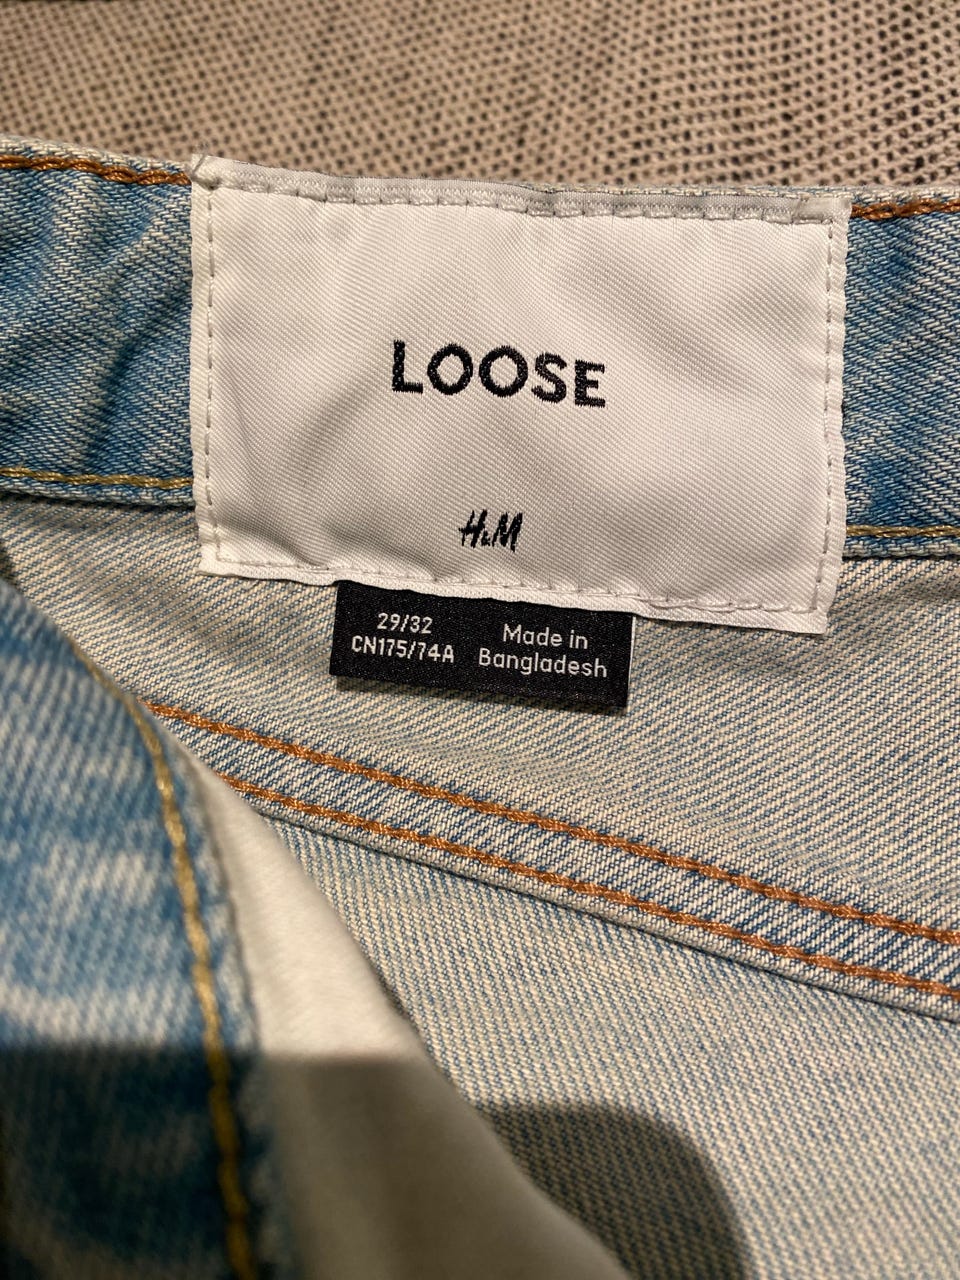 LOOSE
H&M
29/32
CN175/74A
Made in
Bangladesh